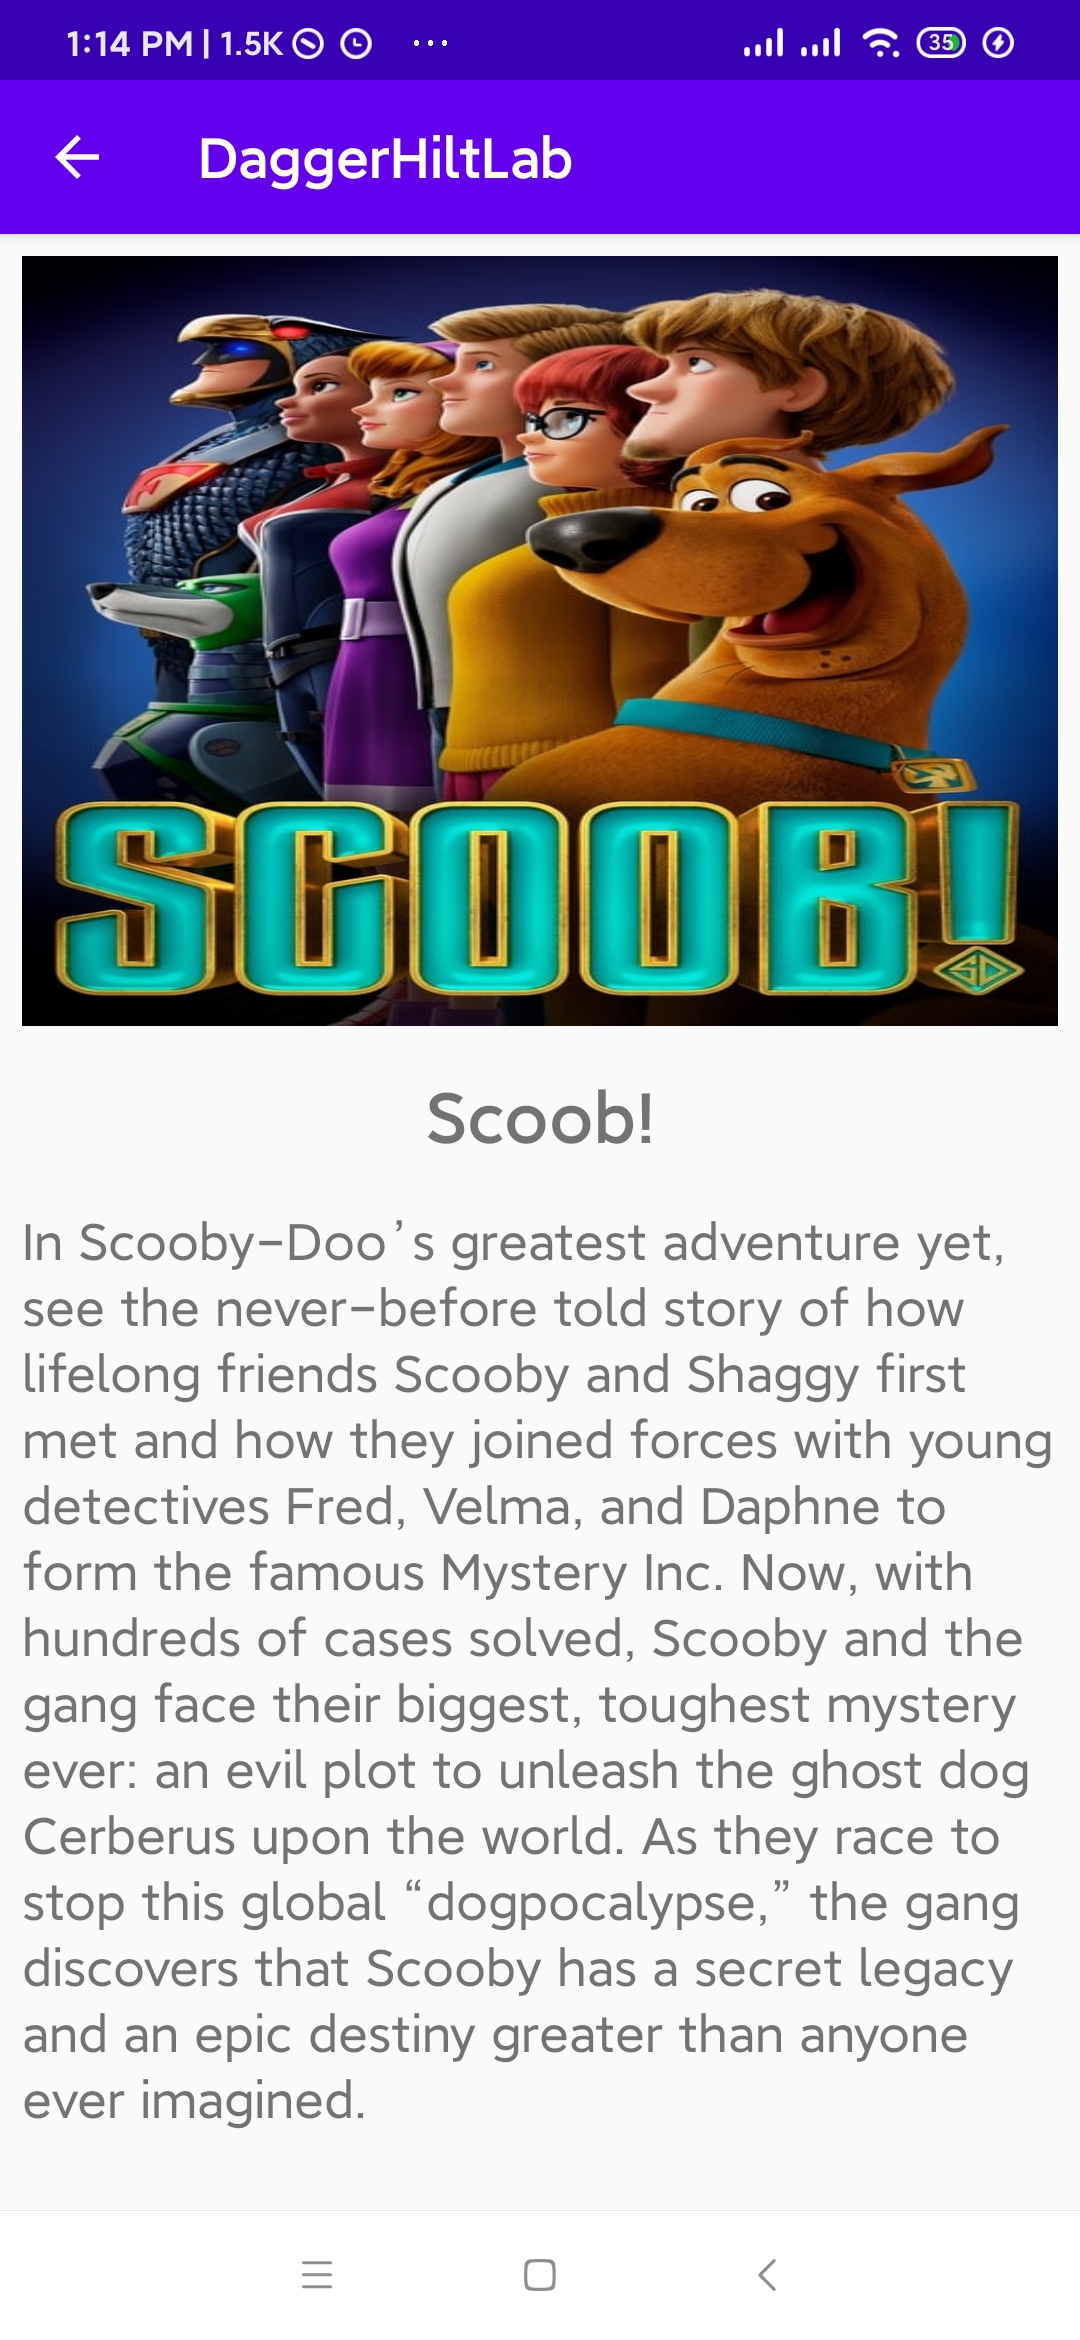 1:14 PM | 1.5K
35
DaggerHiltLab
SCOOB!
SD
Scoob!
In Scooby-Doo’s greatest adventure yet,
see the never-before told story of how
lifelong friends Scooby and Shaggy first
met and how they joined forces with young
detectives Fred, Velma, and Daphne to
form the famous Mystery Inc. Now, with
hundreds of cases solved, Scooby and the
gang face their biggest, toughest mystery
ever: an evil plot to unleash the ghost dog
Cerberus upon the world. As they race to
stop this global “dogpocalypse,” the gang
discovers that Scooby has a secret legacy
and an epic destiny greater than anyone
ever imagined.